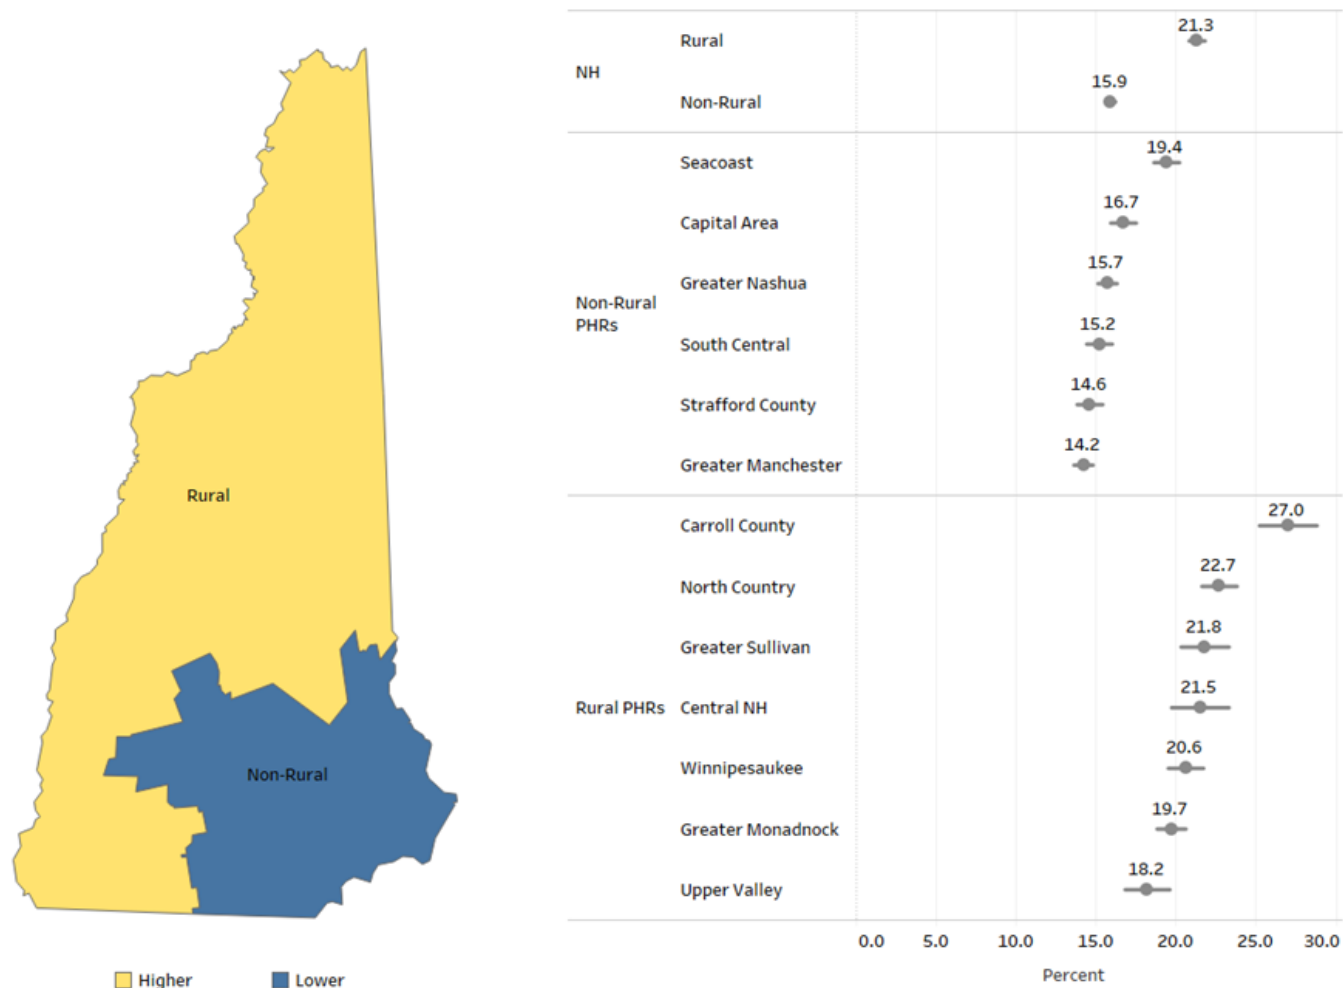 Rural
Non-Rural
Higher
Lower
NH
Rural
21.3
Non-Rural
15.9
Non-Rural
PHRs
Seacoast
19.4
Capital Area
16.7
Greater Nashua
15.7
South Central
15.2
Strafford County
14.6
Greater Manchester
14.2
Rural PHRs
Carroll County
27.0
North Country
22.7
Greater Sullivan
21.8
Central NH
21.5
Winnipesaukee
20.6
Greater Monadnock
19.7
Upper Valley
18.2
0.0 5.0 10.0 15.0 20.0 25.0 30.0
Percent